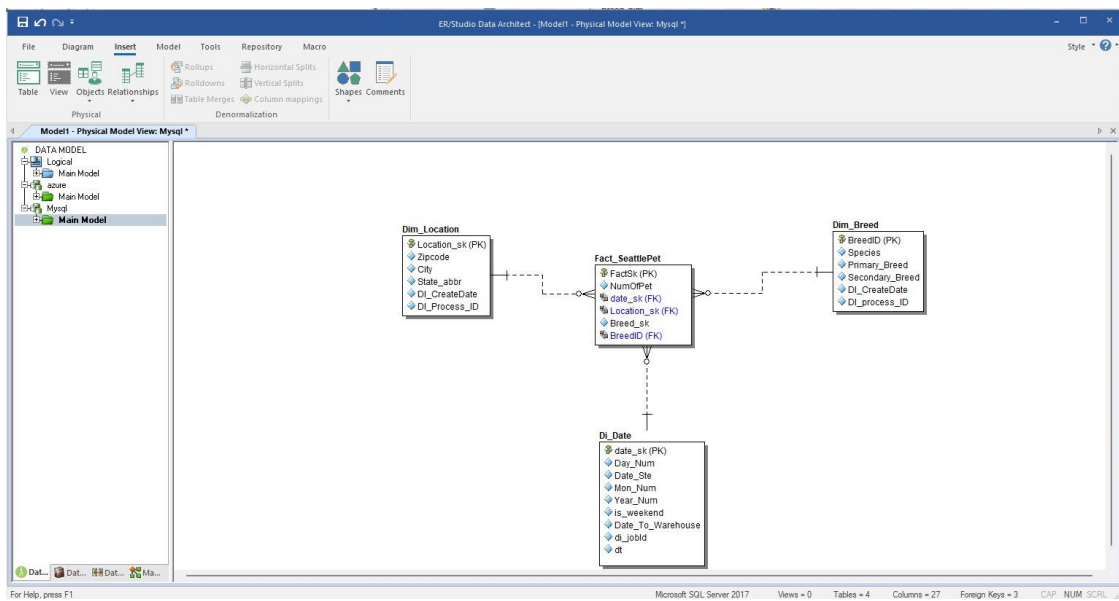 ER/Studio Data Architect - [Model1 - Physical Model View: Mysql *]
File Diagram Insert Model Tools Repository Macro Style
Table View Objects Relationships
Rollups Horizontal Splits
Rolldowns Vertical Splits
Table Merges Column mappings
Shapes Comments
Physical Denormalization
Model1 - Physical Model View: Mysql *
DATA MODEL
Logical
Main Model
azure
Main Model
Mysql
Main Model
Dim_Location
Location_sk (PK)
Zipcode
City
State_abbr
DI_CreateDate
DI_Process_ID
Fact_SeattlePet
FactSk (PK)
NumOfPet
date_sk (FK)
Location_sk (FK)
Breed_sk
BreedID (FK)
Dim_Breed
BreedID (PK)
Species
Primary_Breed
Secondary_Breed
DI_CreateDate
DI_process_ID
Di_Date
date_sk (PK)
Day_Num
Date_Ste
Mon_Num
Year_Num
is_weekend
Date_To_Warehouse
di_jobId
dt
Dat... Dat... Dat... Ma...
For Help, press F1 Microsoft SQL Server 2017 Views = 0 Tables = 4 Columns = 27 Foreign Keys = 3 CAP NUM SCRL